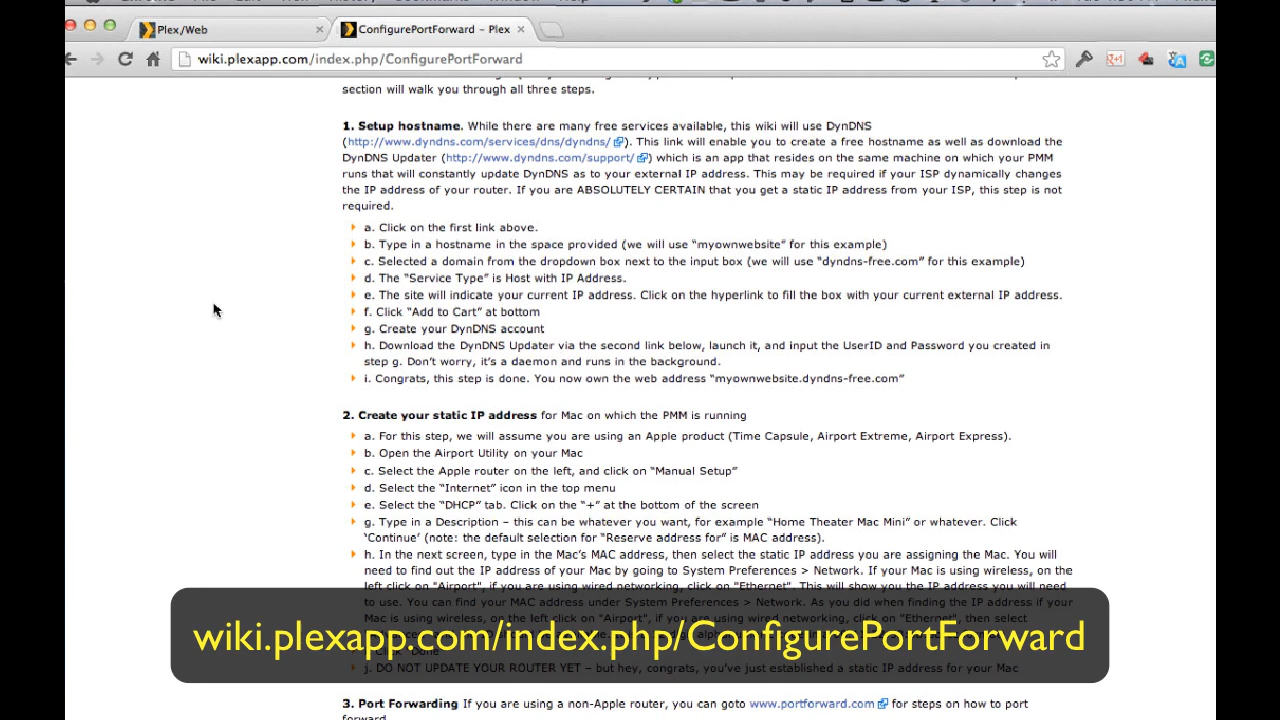 Plex/Web
ConfigurePortForward – Plex
wiki.plexapp.com/index.php/ConfigurePortForward
section will walk you through all three steps.
1. Setup hostname. While there are many free services available, this wiki will use DynDNS
(http://www.dyndns.com/services/dns/dyndns/ ). This link will enable you to create a free hostname as well as download the
DynDNS Updater (http://www.dyndns.com/support/ ) which is an app that resides on the same machine on which your PMM
runs that will constantly update DynDNS as to your external IP address. This may be required if your ISP dynamically changes
the IP address of your router. If you are ABSOLUTELY CERTAIN that you get a static IP address from your ISP, this step is not
required.
a. Click on the first link above.
b. Type in a hostname in the space provided (we will use "myownwebsite" for this example)
c. Selected a domain from the dropdown box next to the input box (we will use "dyndns-free.com" for this example)
d. The "Service Type" is Host with IP Address.
e. The site will indicate your current IP address. Click on the hyperlink to fill the box with your current external IP address.
f. Click "Add to Cart" at bottom
g. Create your DynDNS account
h. Download the DynDNS Updater via the second link below, launch it, and input the UserID and Password you created in
step g. Don't worry, it's a daemon and runs in the background.
i. Congrats, this step is done. You now own the web address "myownwebsite.dyndns-free.com"
2. Create your static IP address for Mac on which the PMM is running
a. For this step, we will assume you are using an Apple product (Time Capsule, Airport Extreme, Airport Express).
b. Open the Airport Utility on your Mac
c. Select the Apple router on the left, and click on "Manual Setup"
d. Select the "Internet" icon in the top menu
e. Select the "DHCP" tab. Click on the "+" at the bottom of the screen
g. Type in a Description – this can be whatever you want, for example "Home Theater Mac Mini" or whatever. Click
'Continue' (note: the default selection for "Reserve address for" is MAC address).
h. In the next screen, type in the Mac's MAC address, then select the static IP address you are assigning the Mac. You will
need to find out the IP address of your Mac by going to System Preferences > Network. If your Mac is using wireless, on the
left click on "Airport", if you are using wired networking, click on "Ethernet". This will show you the IP address you will need
to use. You can find your MAC address under System Preferences > Network. As you did when finding the IP address if your
Mac is using wireless, on the left click on "Airport", if you are using wired networking, click on "Ethernet", then select
wiki.plexapp.com/index.php/ConfigurePortForward
"Done"
j. DO NOT UPDATE YOUR ROUTER YET – but hey, congrats, you've just established a static IP address for your Mac
3. Port Forwarding If you are using a non-Apple router, you can goto www.portforward.com for steps on how to port
forward.